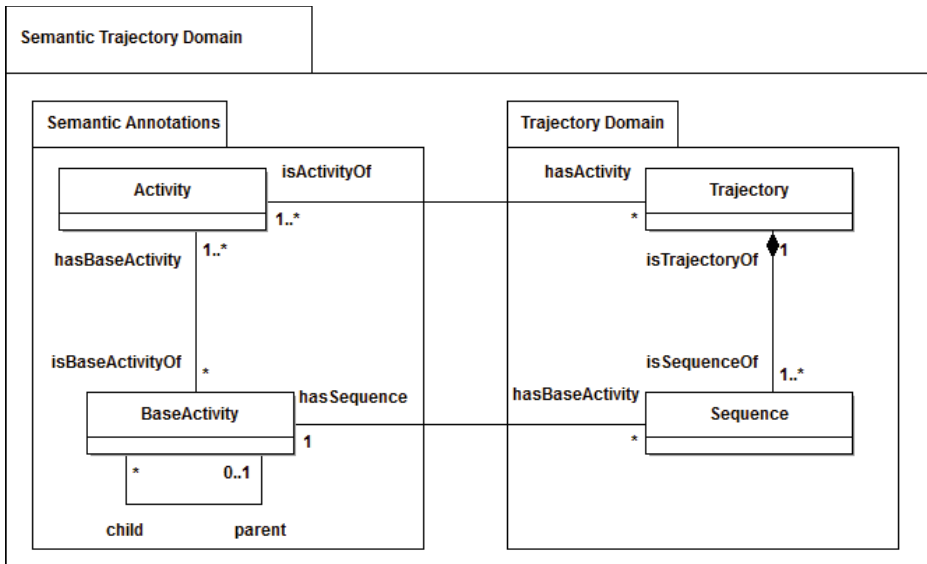 Semantic Trajectory Domain
Semantic Annotations
Trajectory Domain
isActivityOf
hasActivity
Activity
Trajectory
1..*
*
1..*
1
hasBaseActivity
isTrajectoryOf
isBaseActivityOf
*
isSequenceOf
1..*
hasSequence
hasBaseActivity
BaseActivity
Sequence
1
*
*
0..1
child
parent